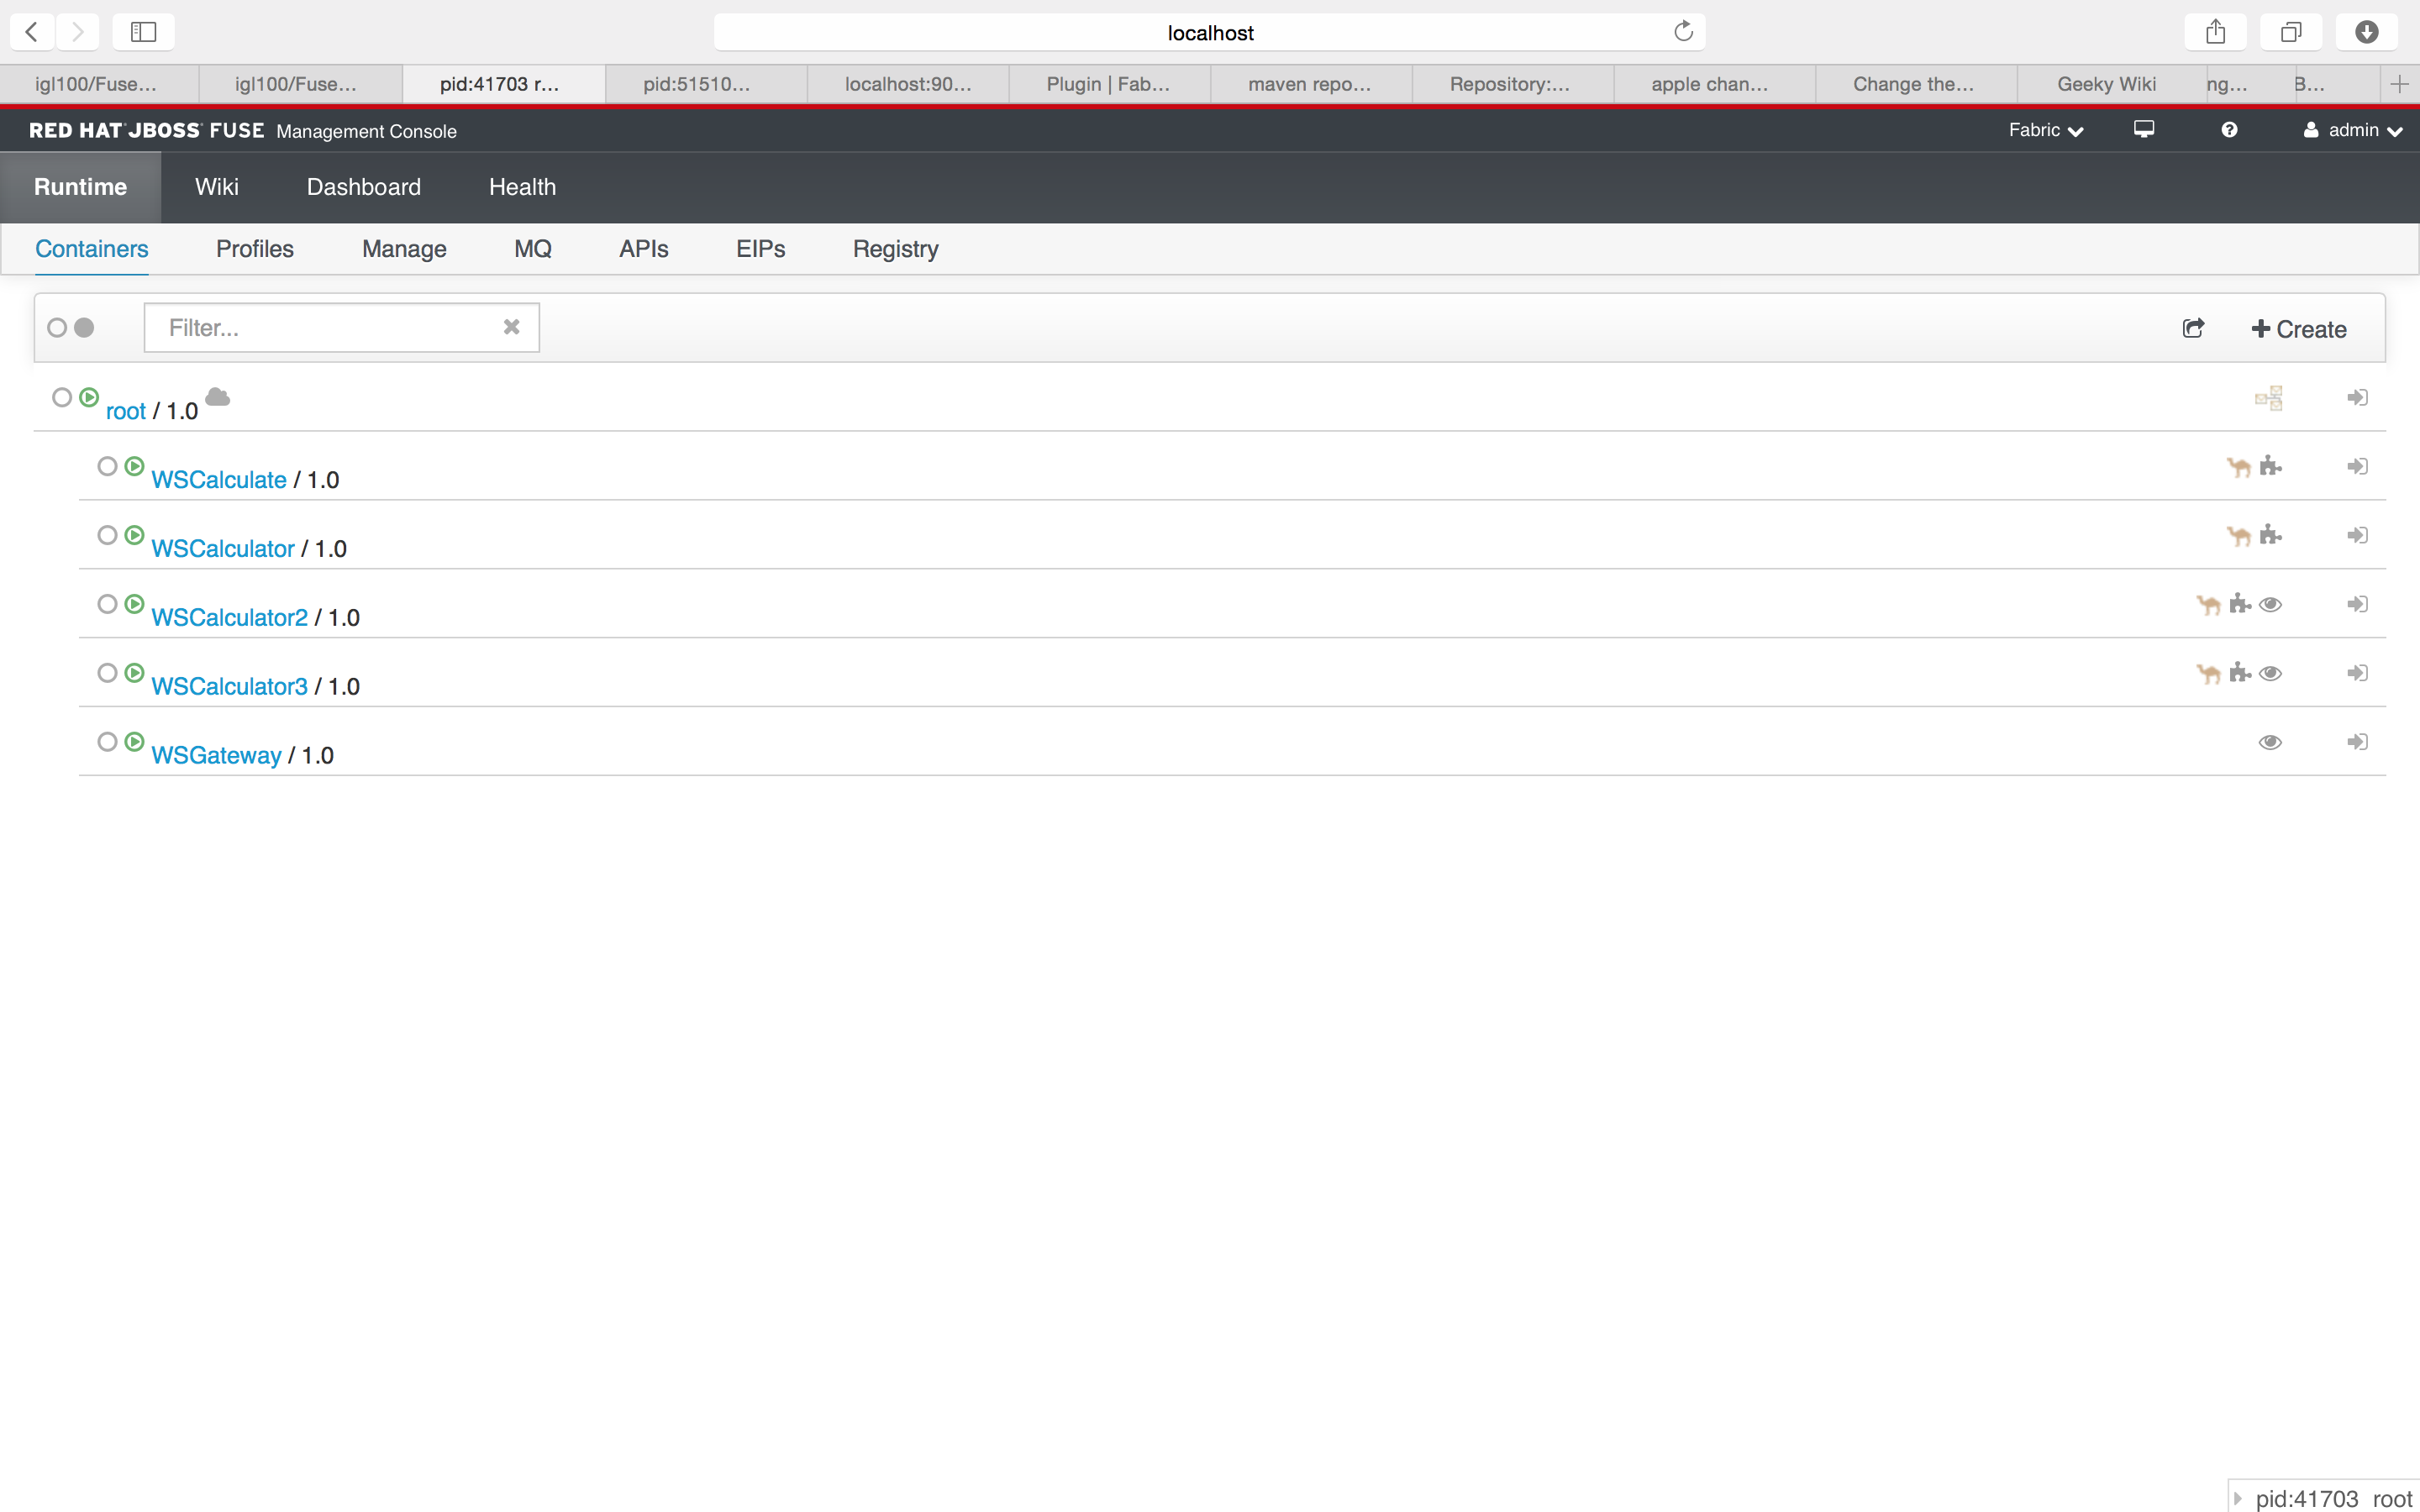 localhost
igl100/Fuse... igl100/Fuse... pid:41703 r... pid:51510... localhost:90... Plugin | Fab... maven repo... Repository:... apple chan... Change the... Geeky Wiki ng... B...
RED HAT JBOSS FUSE Management Console Fabric admin
Runtime Wiki Dashboard Health
Containers Profiles Manage MQ APIs EIPs Registry
Filter... Create
root / 1.0
WSCalculate / 1.0
WSCalculator / 1.0
WSCalculator2 / 1.0
WSCalculator3 / 1.0
WSGateway / 1.0
pid:41703 root